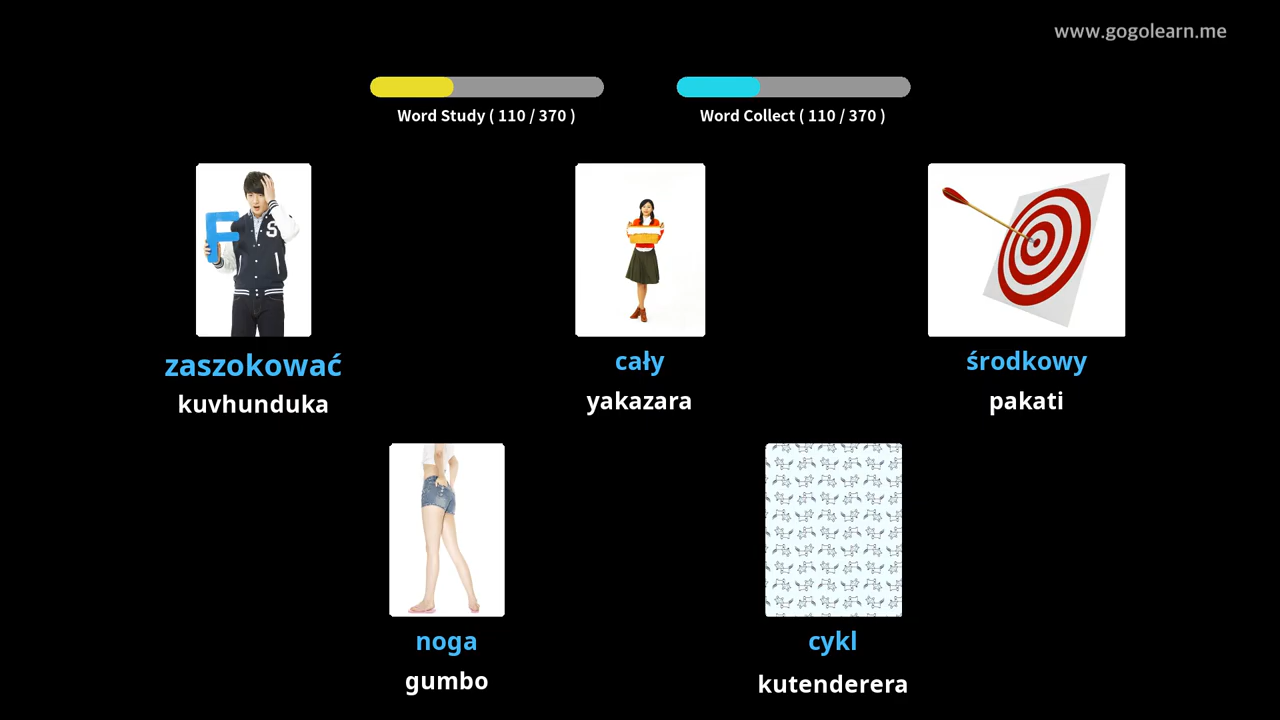 www.gogolearn.me
Word Study ( 110 / 370 )
Word Collect ( 110 / 370 )
F
S
zaszokować
kuvhunduka
cały
yakazara
środkowy
pakati
noga
gumbo
cykl
kutenderera